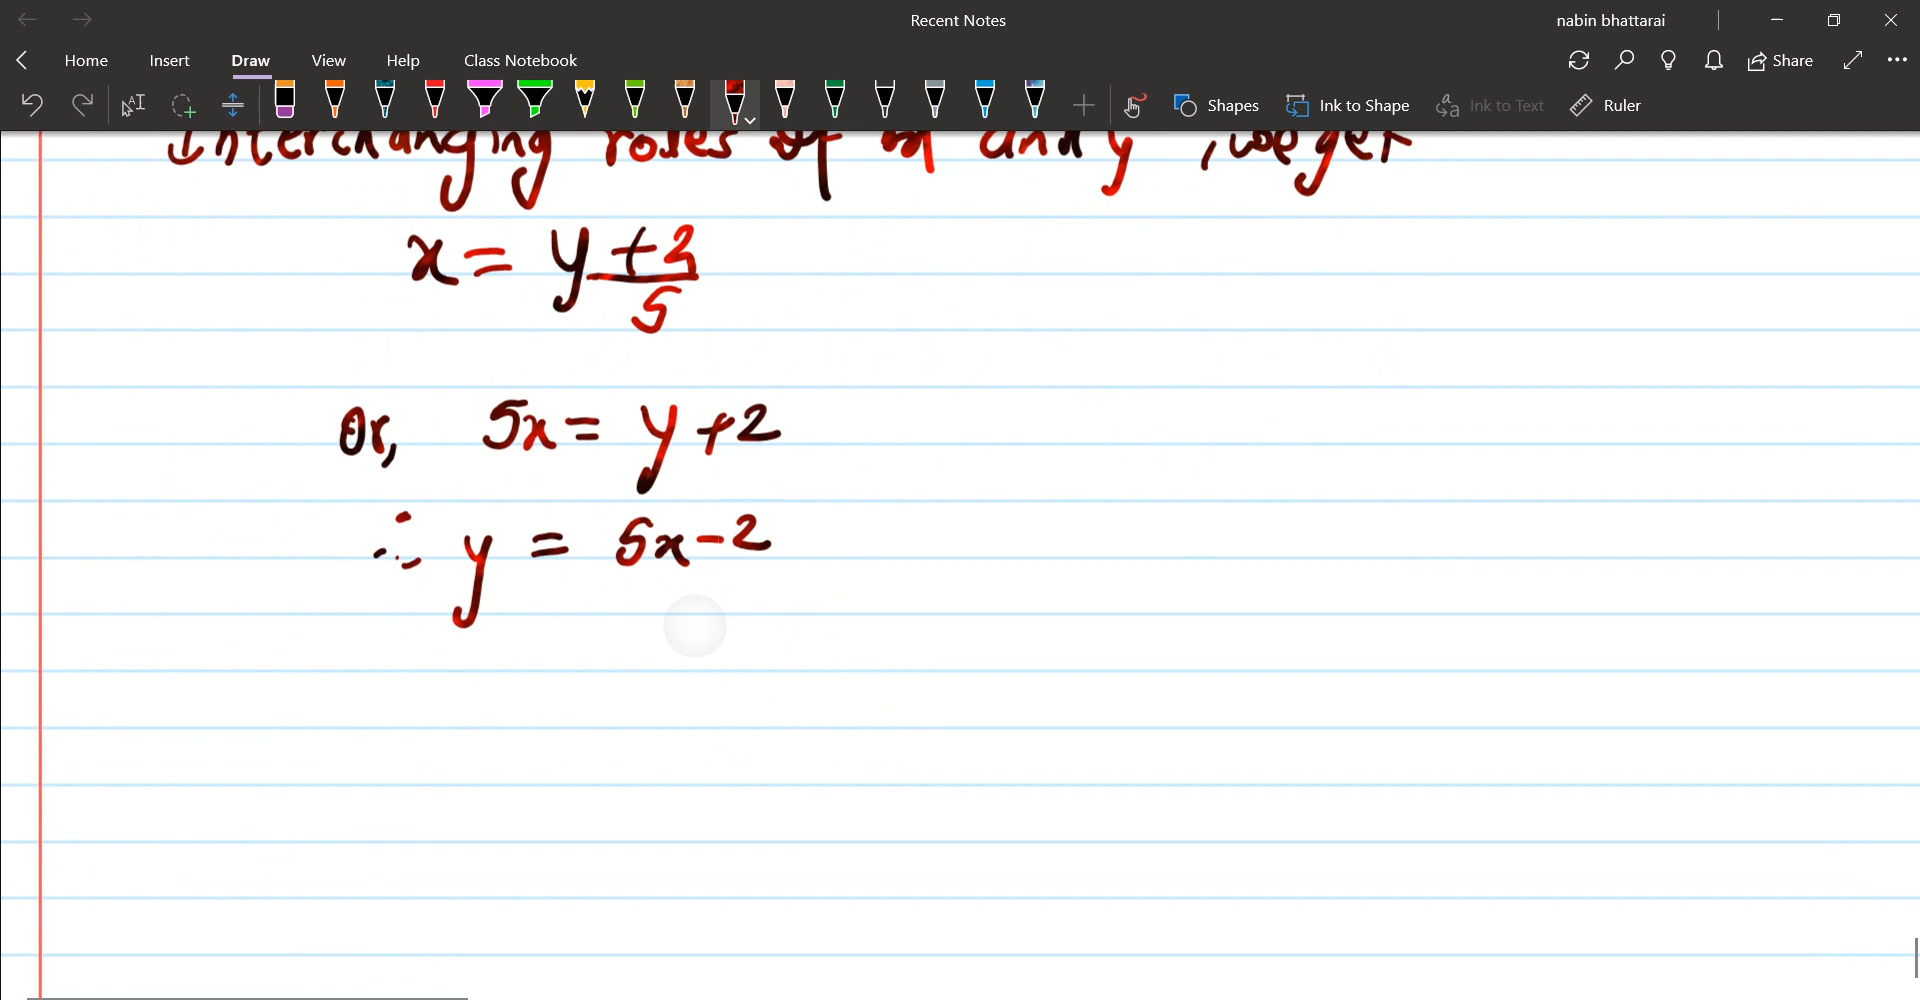 Recent Notes
nabin bhattarai
Home Insert Draw View Help Class Notebook
Share
Shapes Ink to Shape Ink to Text Ruler
Interchanging roles of x and y, we get
x = y + 2
5
Or, 5x = y + 2
∴ y = 5x - 2